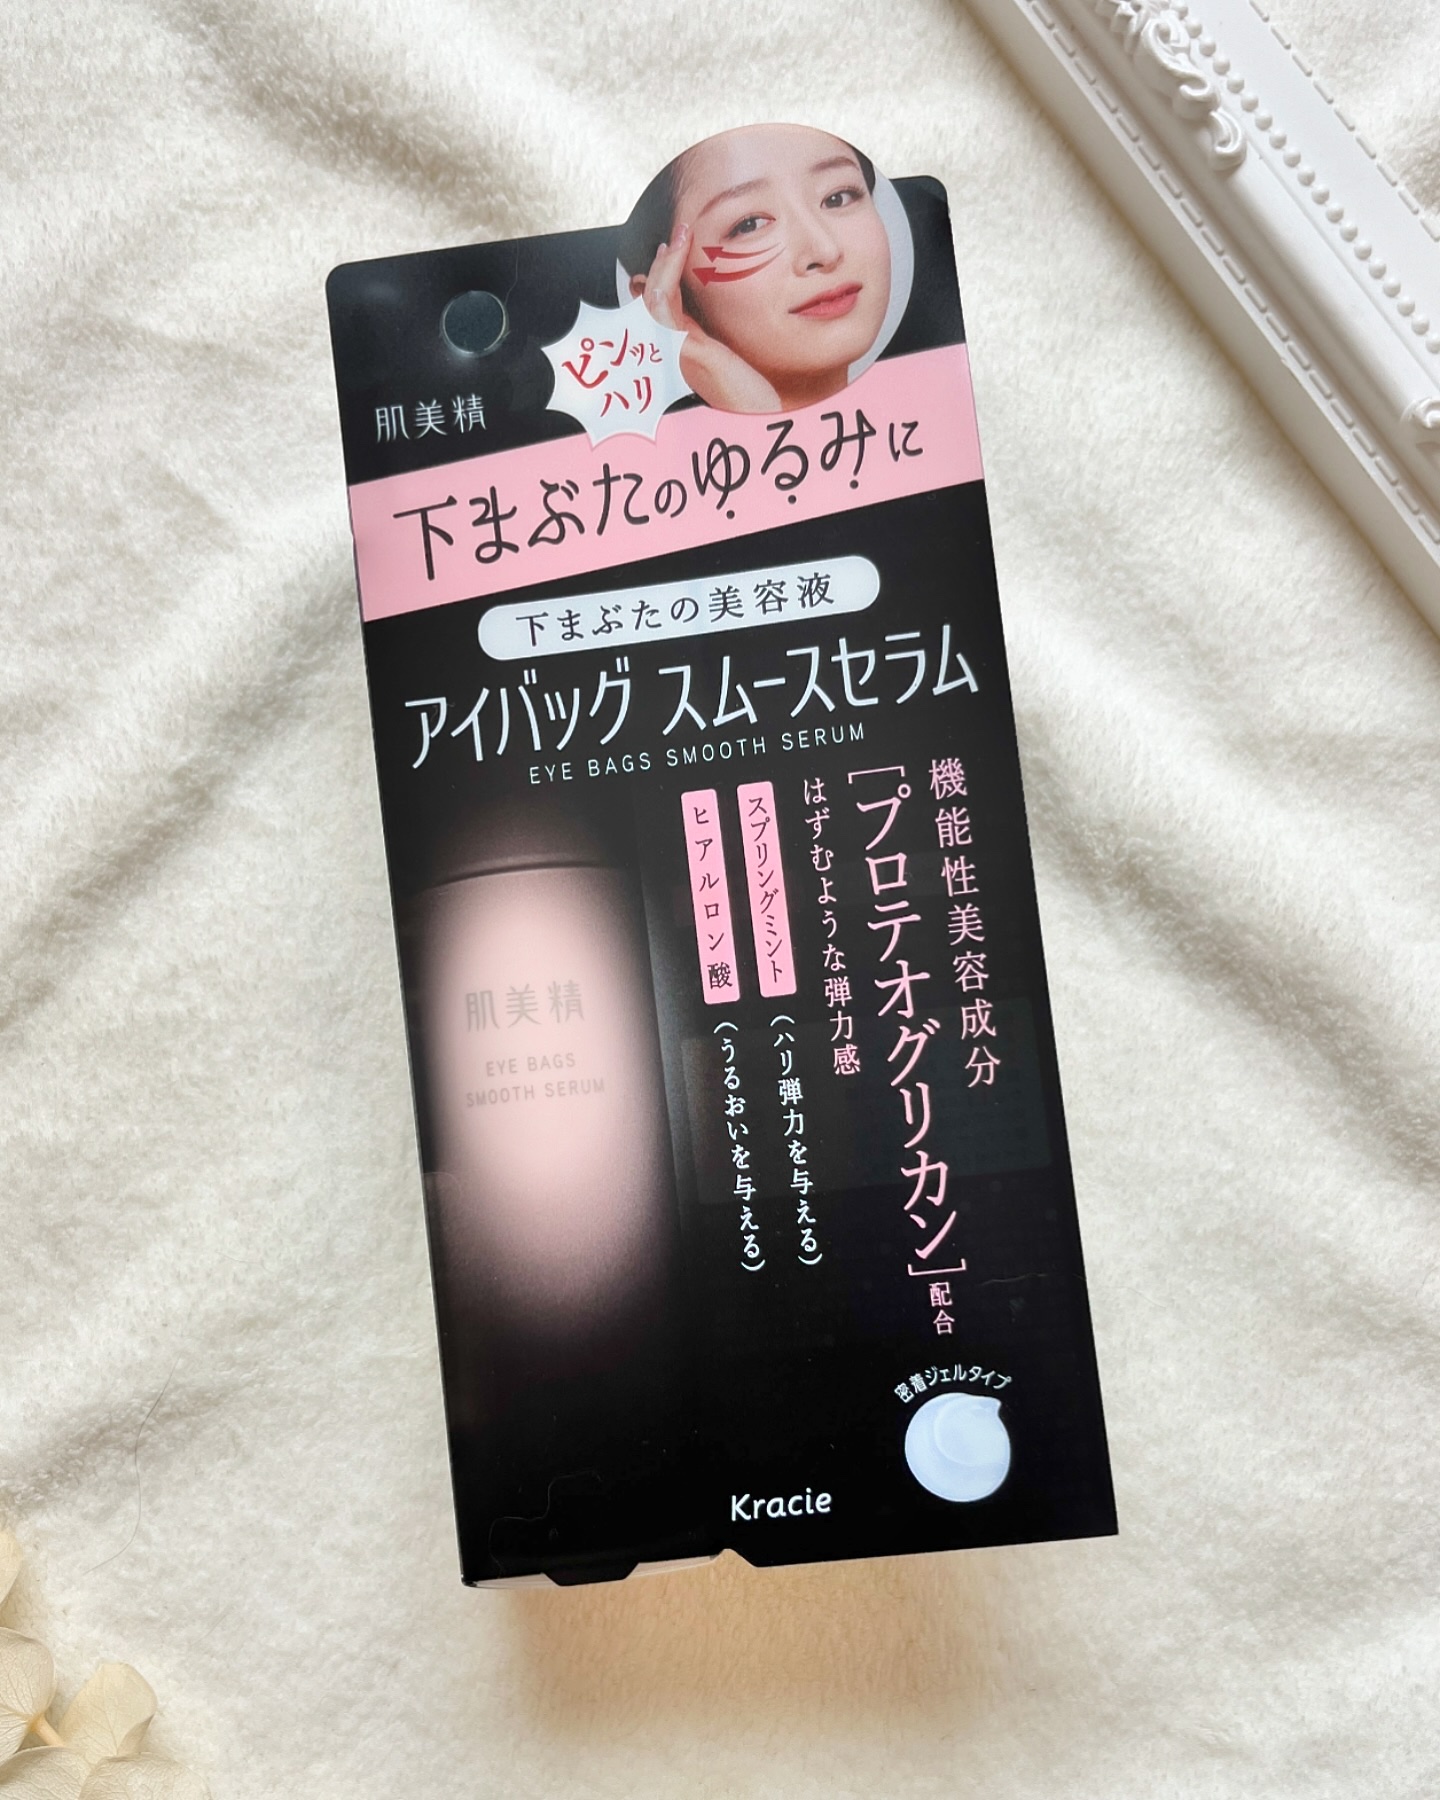 肌美精
ピンッと
ハリ
下まぶたのゆるみに
下まぶたの美容液
アイバッグ スムースセラム
EYE BAGS SMOOTH SERUM
機能性美容成分
［プロテオグリカン］配合
はずむような弾力感
スプリングミント（ハリ弾力を与える）
ヒアルロン酸（うるおいを与える）
肌美精
EYE BAGS
SMOOTH SERUM
密着ジェルタイプ
Kracie